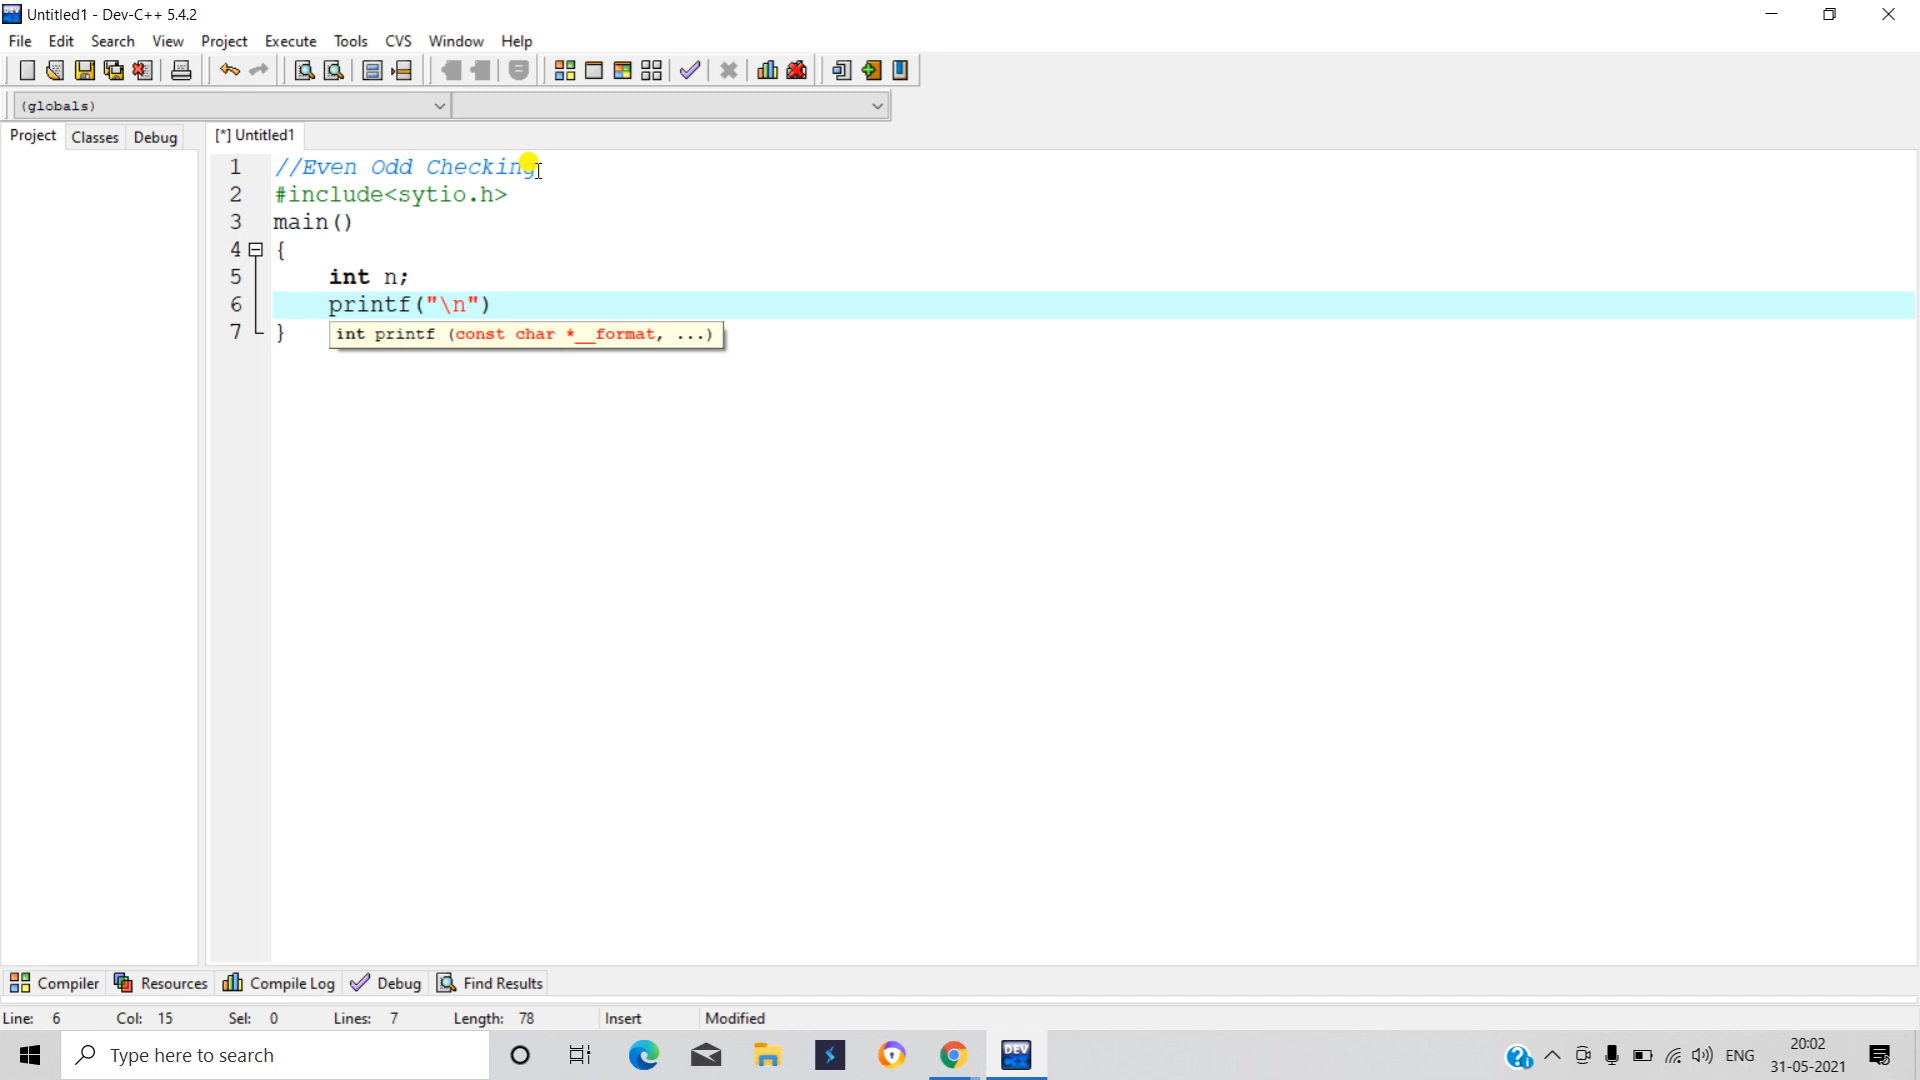 Untitled1 - Dev-C++ 5.4.2
File Edit Search View Project Execute Tools CVS Window Help
(globals)
Project Classes Debug [*] Untitled1
1 //Even Odd Checking
2 #include<sytio.h>
3 main()
4 {
5 int n;
6 printf("\n")
7 }
int printf (const char *__format, ...)
Compiler Resources Compile Log Debug Find Results
Line: 6 Col: 15 Sel: 0 Lines: 7 Length: 78 Insert Modified
Type here to search
DEV
ENG
20:02
31-05-2021